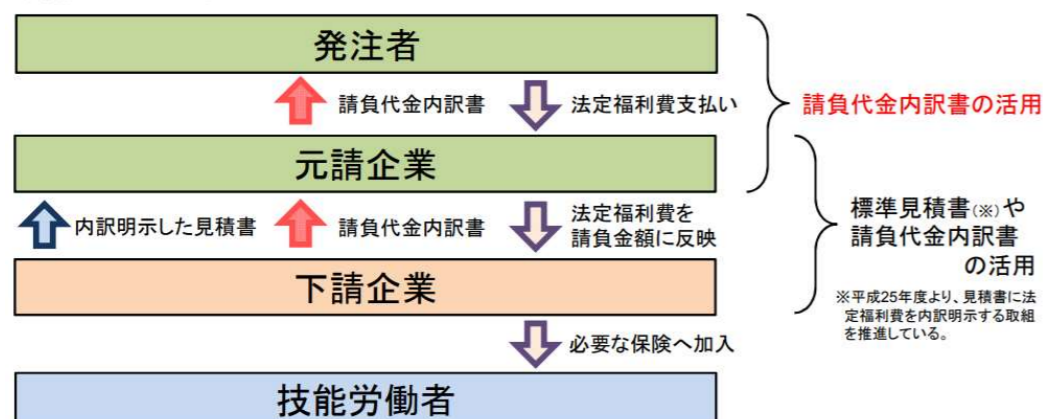 発注者
請負代金内訳書
法定福利費支払い
請負代金内訳書の活用
元請企業
内訳明示した見積書
請負代金内訳書
法定福利費を
請負金額に反映
標準見積書(※)や
請負代金内訳書
の活用
※平成25年度より、見積書に法
定福利費を内訳明示する取組
を推進している。
下請企業
必要な保険へ加入
技能労働者